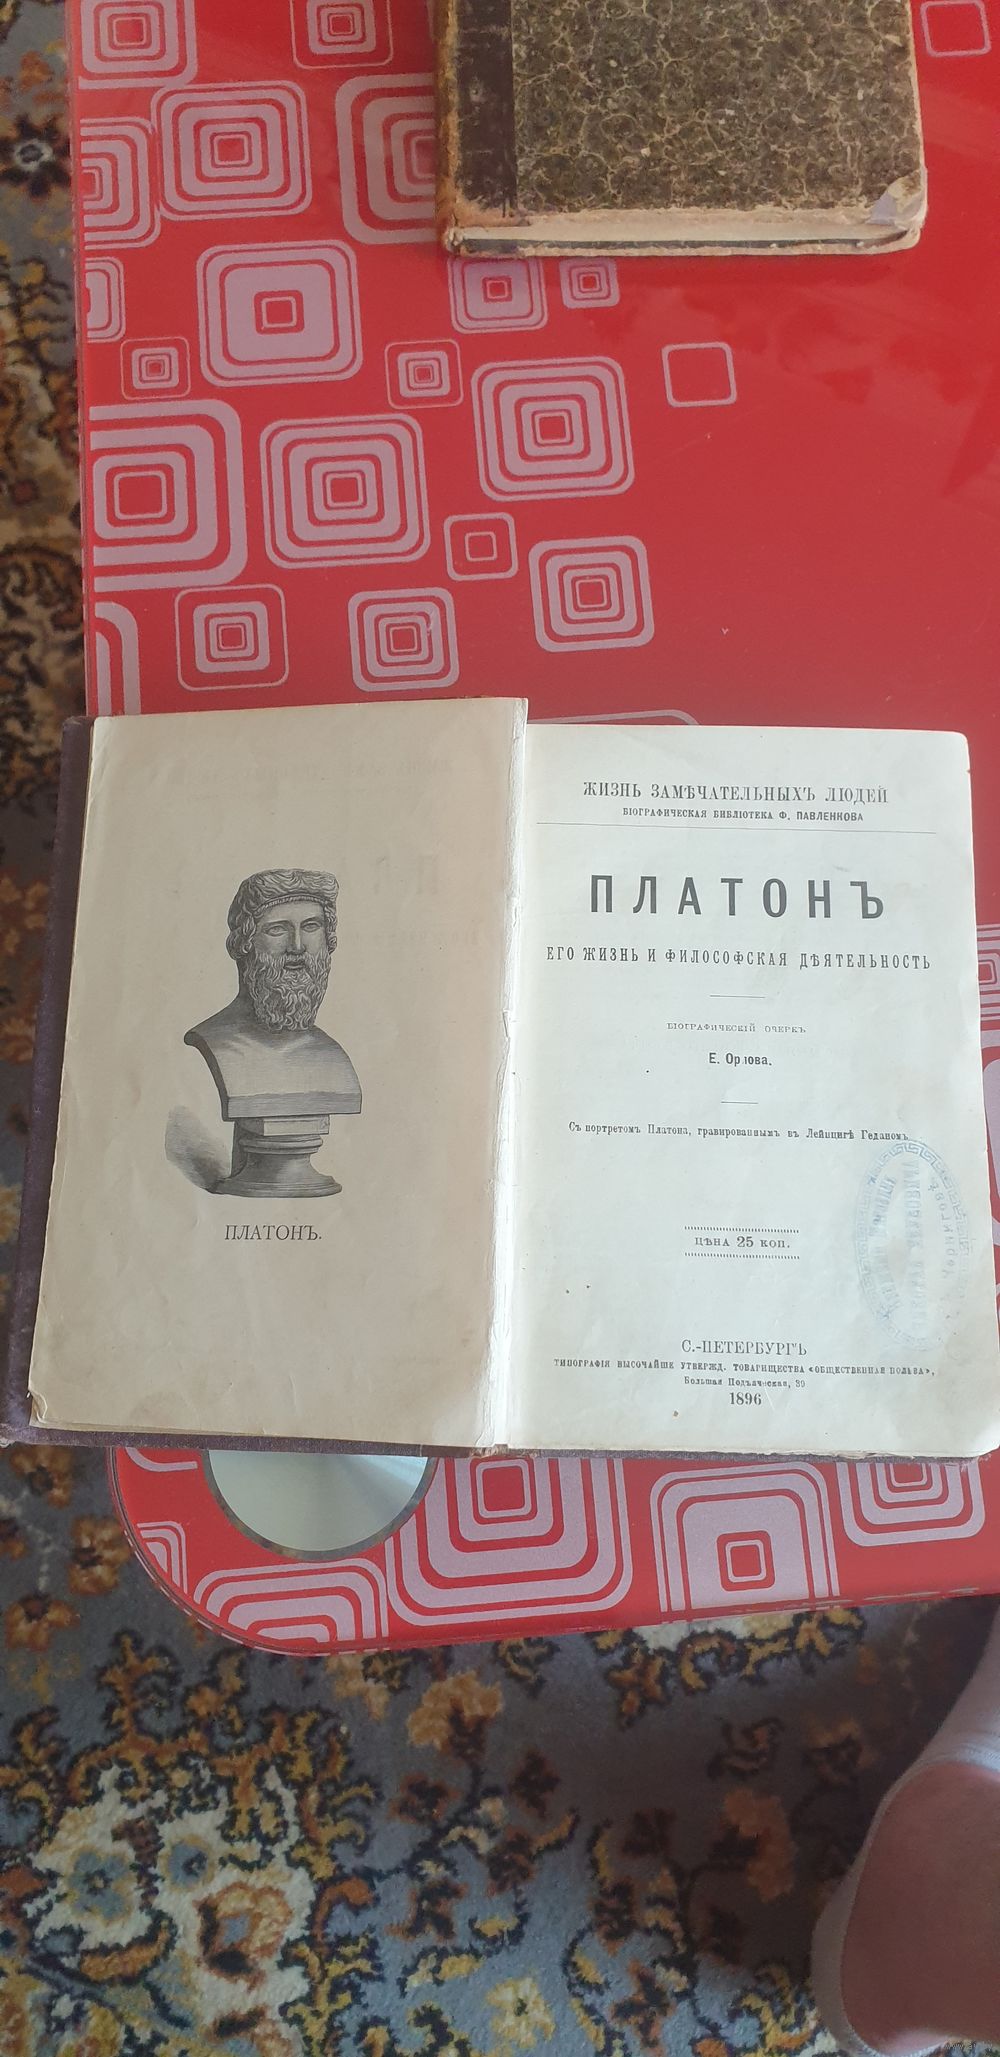 ПЛАТОНЪ.
ЖИЗНЬ ЗАМѢЧАТЕЛЬНЫХЪ ЛЮДЕЙ
БІОГРАФИЧЕСКАЯ БИБЛІОТЕКА Ф. ПАВЛЕНКОВА
ПЛАТОНЪ
ЕГО ЖИЗНЬ И ФИЛОСОФСКАЯ ДѢЯТЕЛЬНОСТЬ
БІОГРАФИЧЕСКІЙ ОЧЕРКЪ
Е. Орлова.
Съ портретомъ Платона, гравированнымъ въ Лейпцигѣ Геданомъ
ЦѢНА 25 КОП.
С.-ПЕТЕРБУРГЪ
ТИПОГРАФІЯ ВЫСОЧАЙШЕ УТВЕРЖД. ТОВАРИЩЕСТВА «ОБЩЕСТВЕННАЯ ПОЛЬЗА»,
Большая Подъяческая, 39
1896